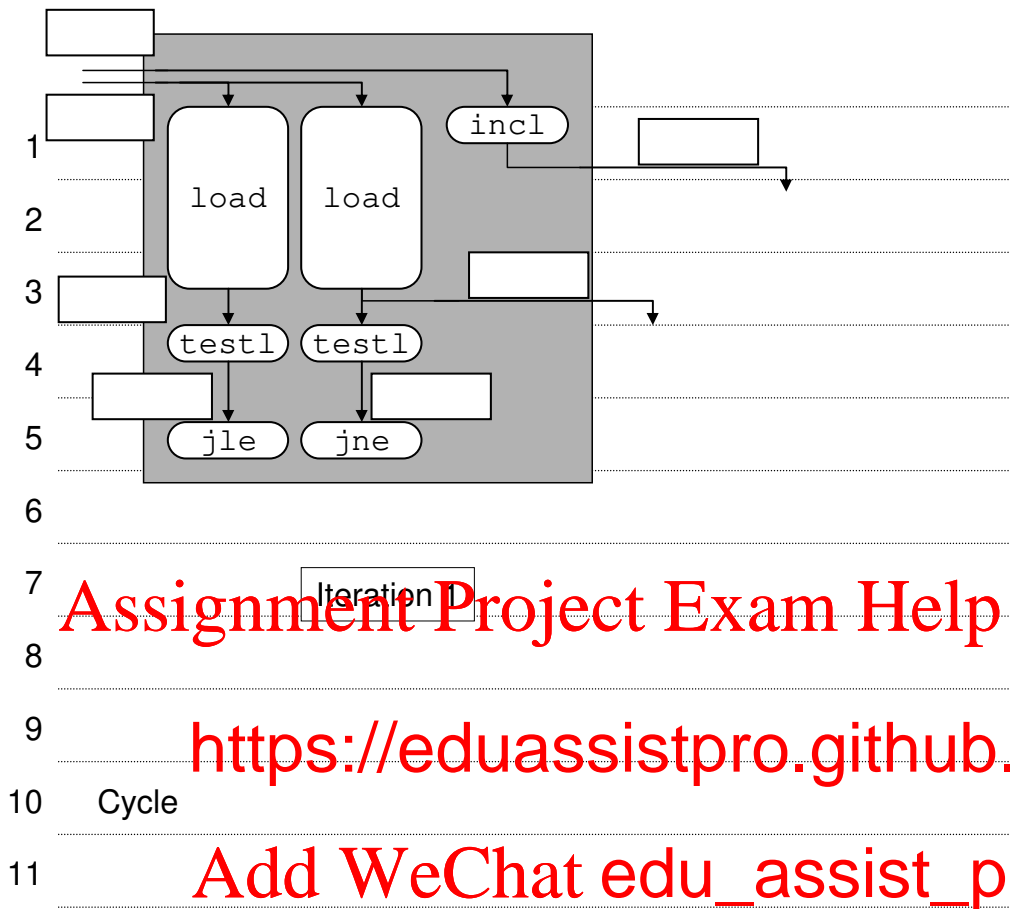 incl
1
load load
2
3
testl testl
4
5
jle jne
6
7
Iteration 1
Assignment Project Exam Help
8
9
https://eduassistpro.github.
10 Cycle
11
Add WeChat edu_assist_p